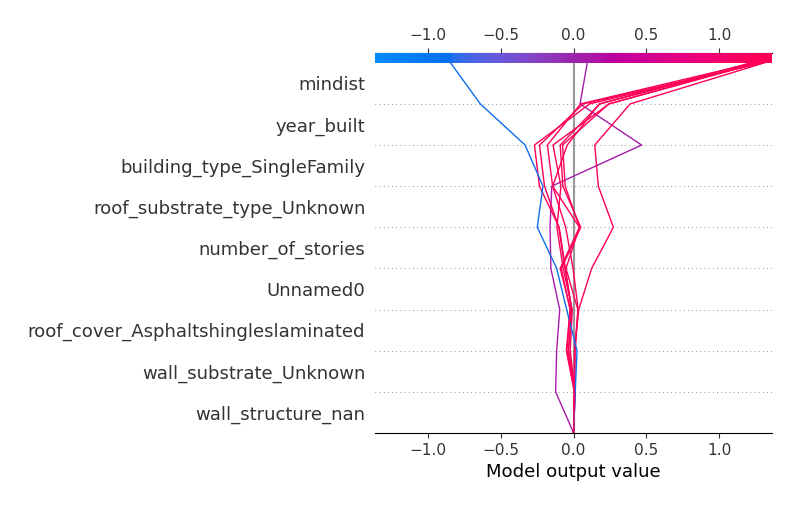 −1.0 −0.5 0.0 0.5 1.0
mindist
year_built
building_type_SingleFamily
roof_substrate_type_Unknown
number_of_stories
Unnamed0
roof_cover_Asphaltshingleslaminated
wall_substrate_Unknown
wall_structure_nan
−1.0 −0.5 0.0 0.5 1.0
Model output value